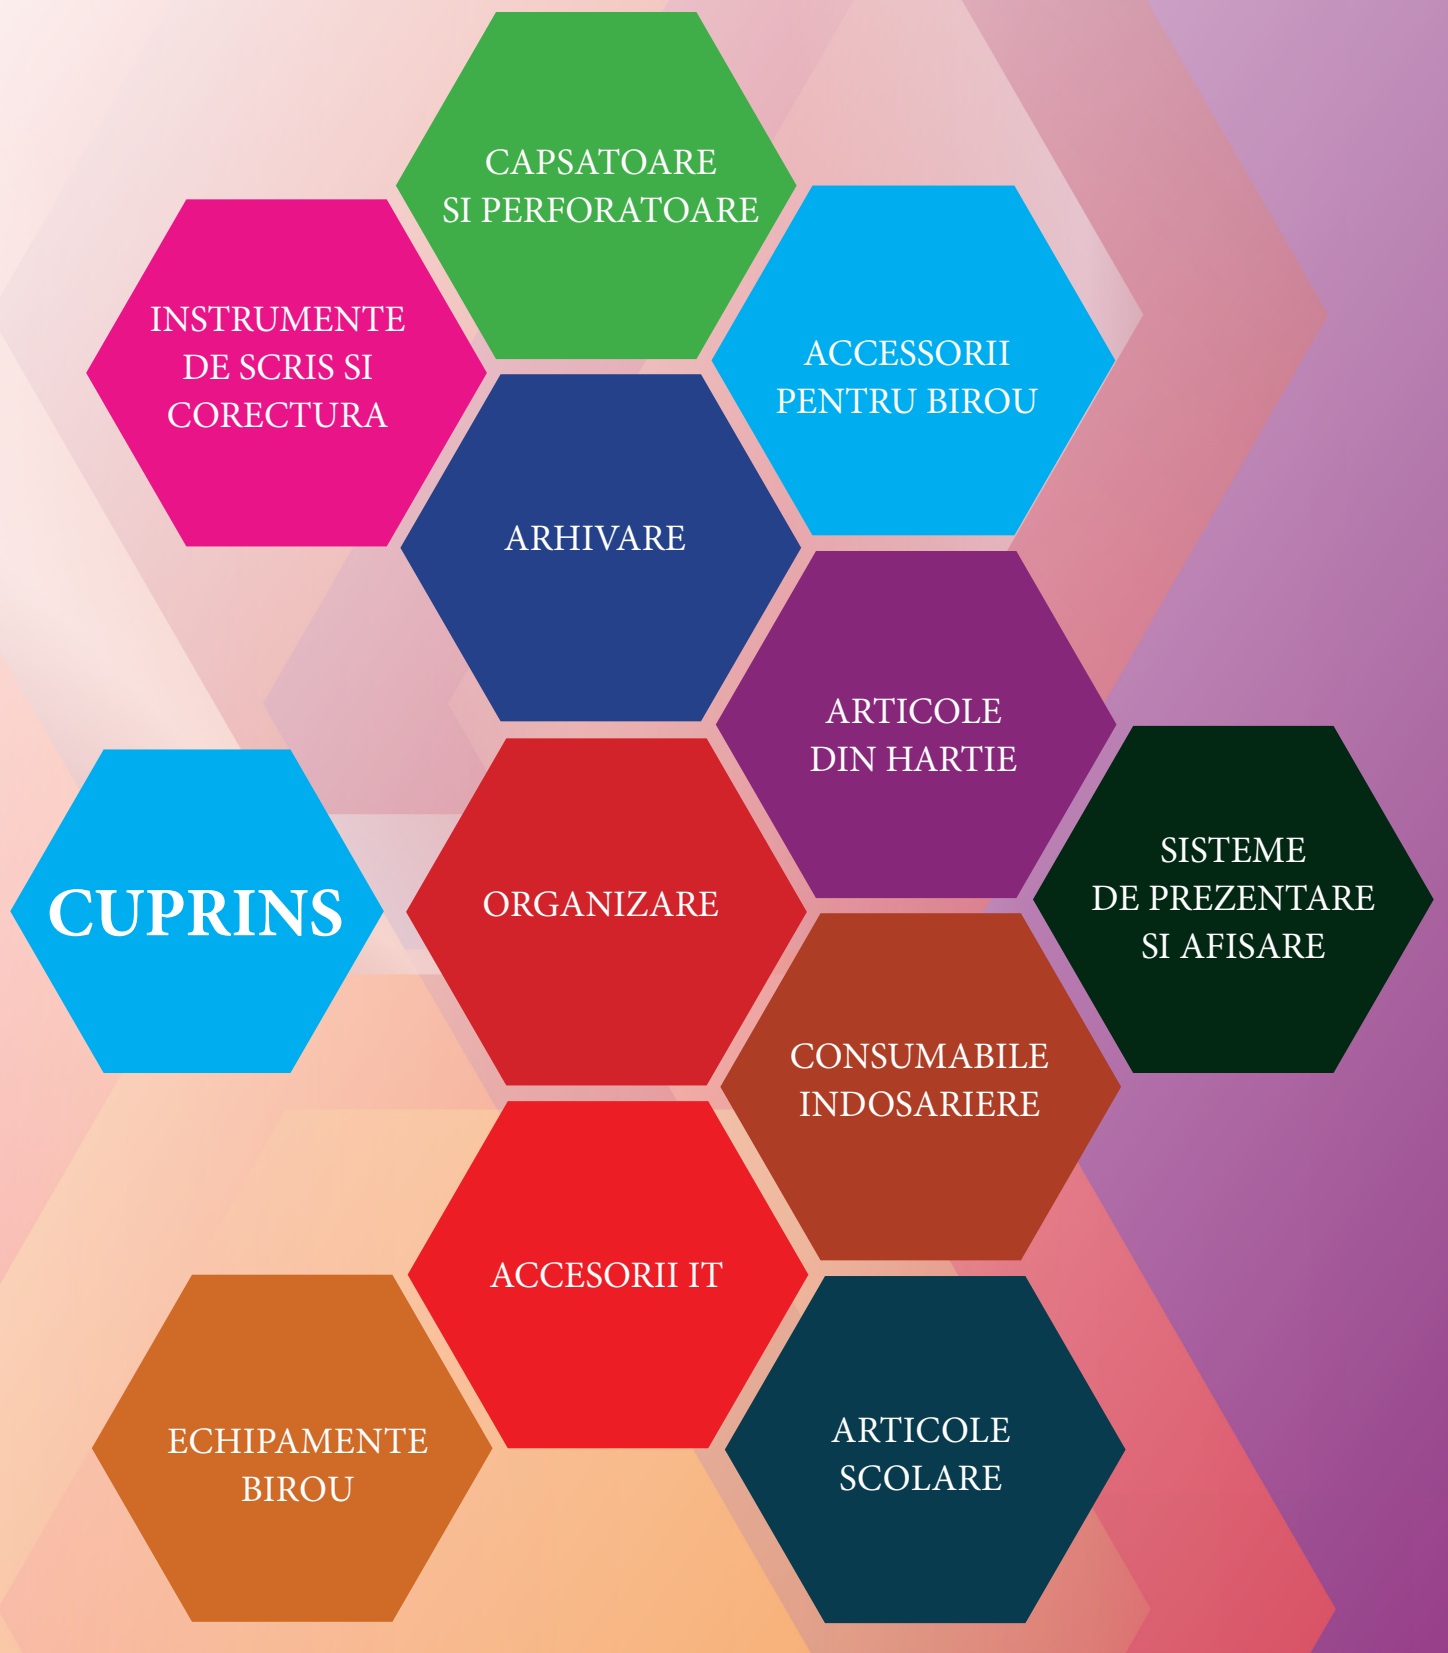 CAPSATOARE
SI PERFORATOARE
INSTRUMENTE
DE SCRIS SI
CORECTURA
ACCESSORII
PENTRU BIROU
ARHIVARE
ARTICOLE
DIN HARTIE
CUPRINS
ORGANIZARE
SISTEME
DE PREZENTARE
SI AFISARE
CONSUMABILE
INDOSARIERE
ACCESORII IT
ECHIPAMENTE
BIROU
ARTICOLE
SCOLARE